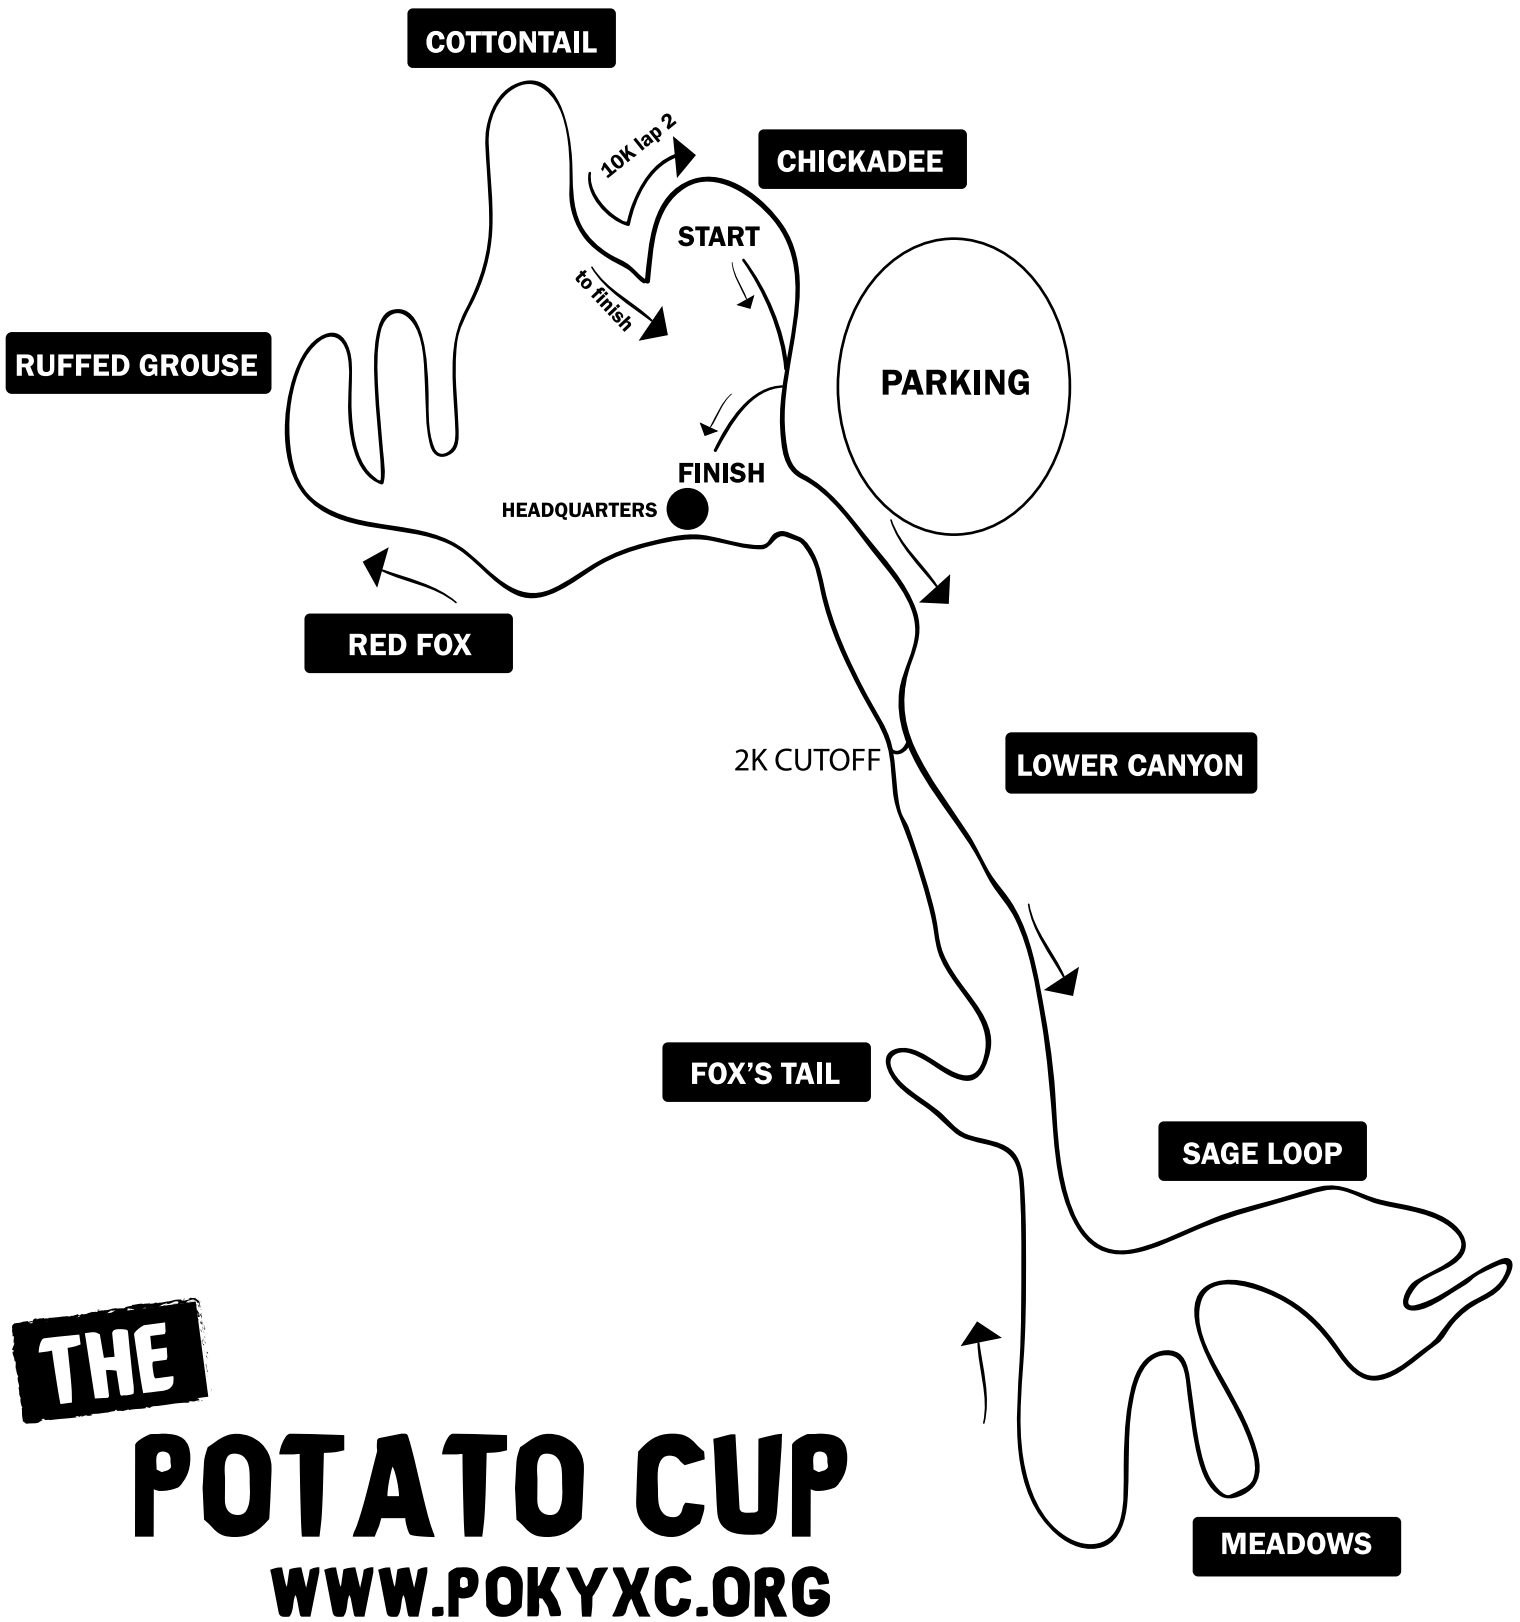 COTTONTAIL
10K lap 2
CHICKADEE
START
to finish
RUFFED GROUSE
PARKING
FINISH
HEADQUARTERS
RED FOX
2K CUTOFF
LOWER CANYON
FOX'S TAIL
SAGE LOOP
THE
POTATO CUP
MEADOWS
WWW.POKYXC.ORG